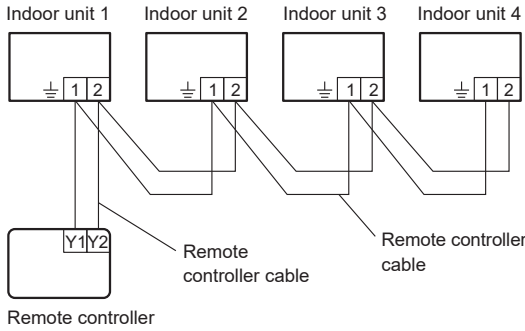 Indoor unit 1 Indoor unit 2 Indoor unit 3 Indoor unit 4
1 2 1 2 1 2 1 2
Y1 Y2
Remote
controller cable
Remote controller
cable
Remote controller